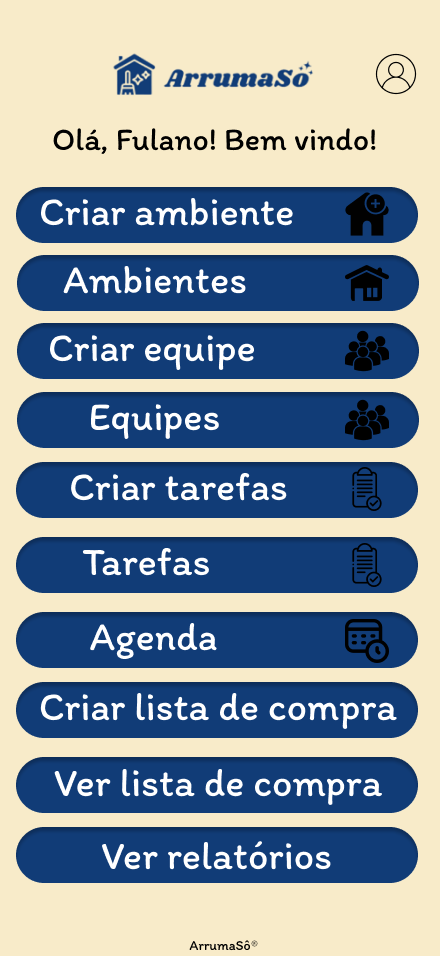 ArrumaSô
Olá, Fulano! Bem vindo!
Criar ambiente
Ambientes
Criar equipe
Equipes
Criar tarefas
Tarefas
Agenda
Criar lista de compra
Ver lista de compra
Ver relatórios
ArrumaSô®